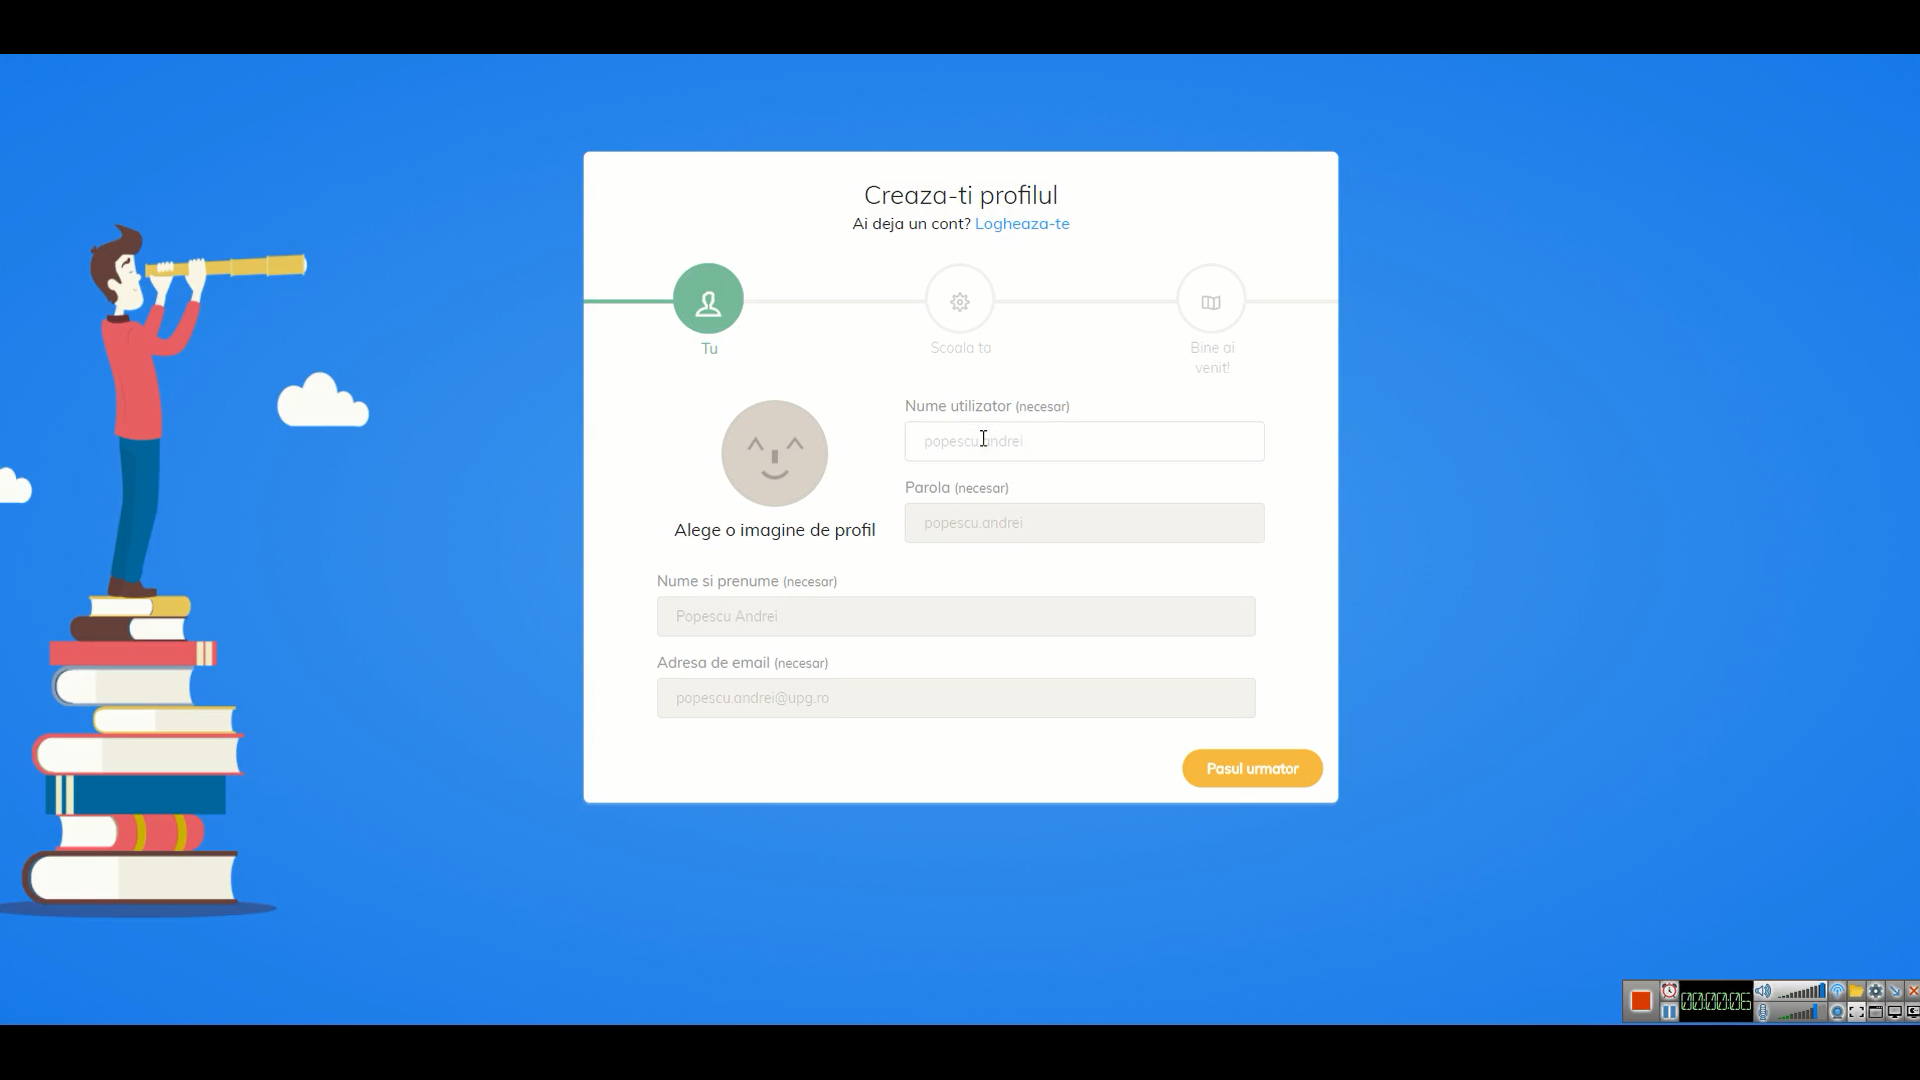 Creaza-ti profilul
Ai deja un cont? Logheaza-te
Tu
Scoala ta
Bine ai
venit!
Nume utilizator (necesar)
popescu.andrei
Parola (necesar)
popescu.andrei
Alege o imagine de profil
Nume si prenume (necesar)
Popescu Andrei
Adresa de email (necesar)
popescu.andrei@upg.ro
Pasul urmator
00:00:06